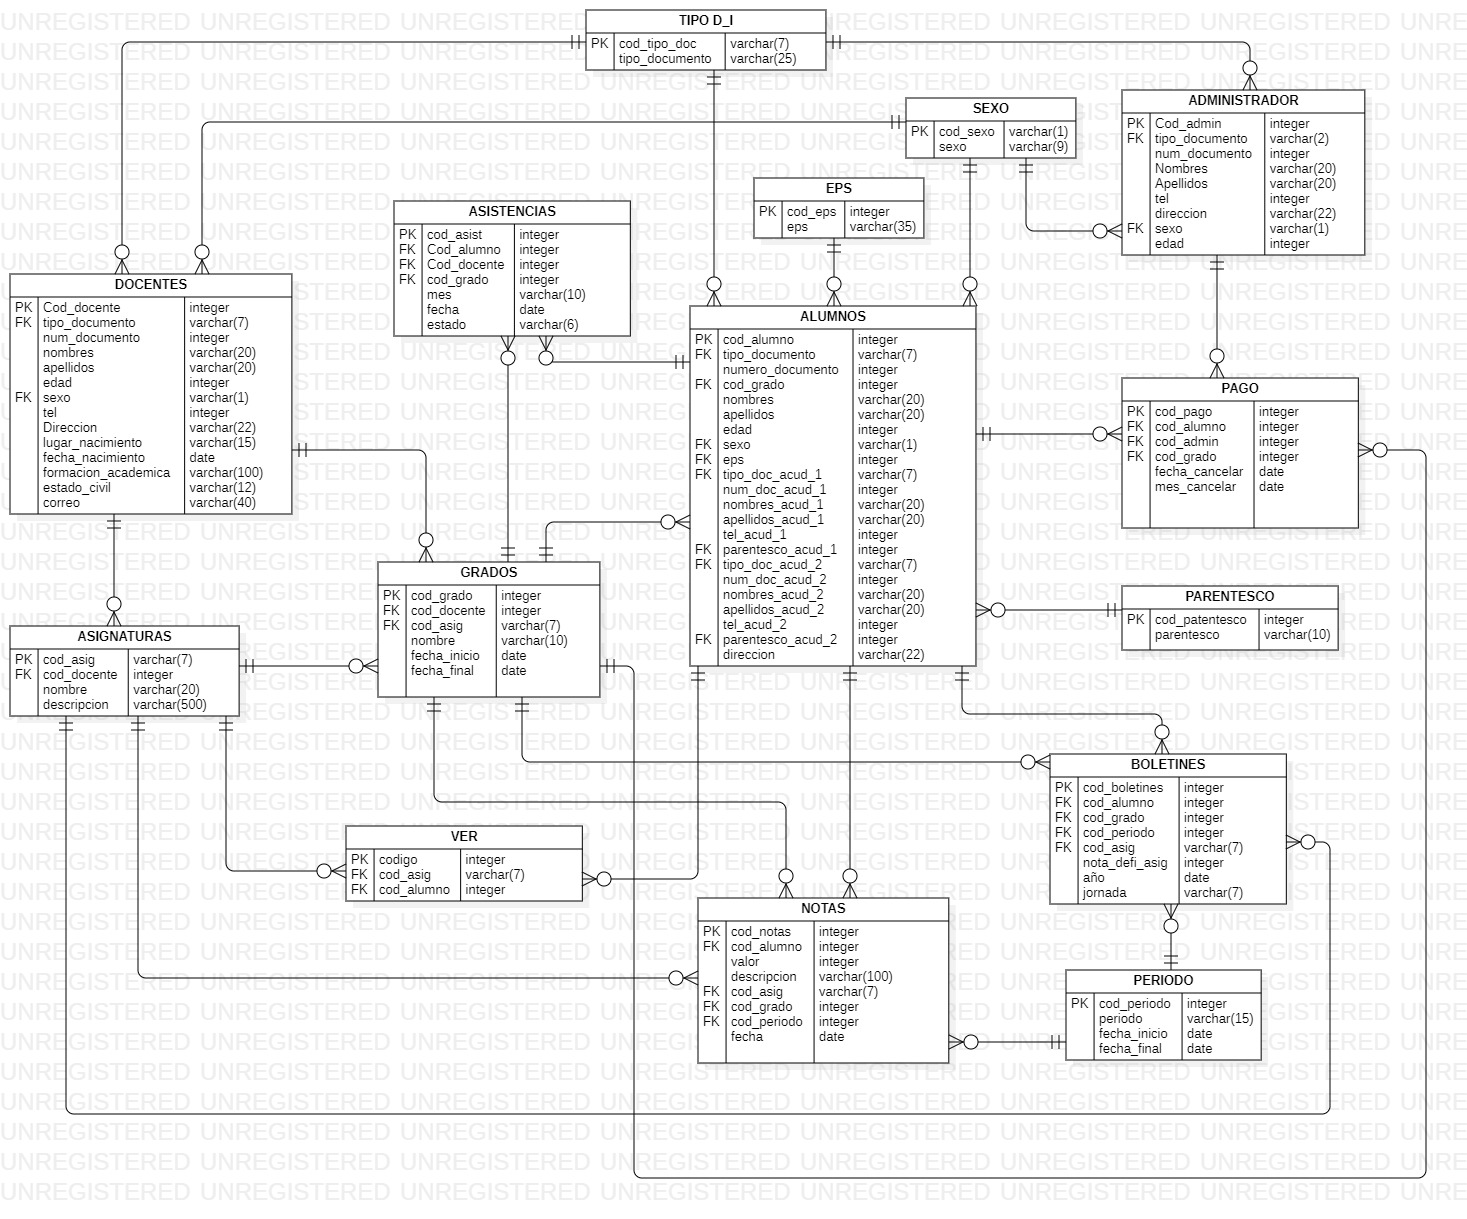 UNREGISTERED
TIPO D_I
PK cod_tipo_doc varchar(7)
tipo_documento varchar(25)
SEXO
PK cod_sexo varchar(1)
sexo varchar(9)
ADMINISTRADOR
PK Cod_admin integer
FK tipo_documento varchar(2)
num_documento integer
Nombres varchar(20)
Apellidos varchar(20)
tel integer
direccion varchar(22)
FK sexo varchar(1)
edad integer
EPS
PK cod_eps integer
eps varchar(35)
ASISTENCIAS
PK cod_asist integer
FK Cod_alumno integer
FK Cod_docente integer
FK cod_grado integer
mes varchar(10)
fecha date
estado varchar(6)
DOCENTES
PK Cod_docente integer
FK tipo_documento varchar(7)
num_documento integer
nombres varchar(20)
apellidos varchar(20)
edad integer
FK sexo varchar(1)
tel integer
Direccion varchar(22)
lugar_nacimiento varchar(15)
fecha_nacimiento date
formacion_academica varchar(100)
estado_civil varchar(12)
correo varchar(40)
ALUMNOS
PK cod_alumno integer
FK tipo_documento varchar(7)
numero_documento integer
FK cod_grado integer
nombres varchar(20)
apellidos varchar(20)
edad integer
FK sexo varchar(1)
FK eps integer
FK tipo_doc_acud_1 varchar(7)
num_doc_acud_1 integer
nombres_acud_1 varchar(20)
apellidos_acud_1 varchar(20)
tel_acud_1 integer
FK parentesco_acud_1 integer
FK tipo_doc_acud_2 varchar(7)
num_doc_acud_2 integer
nombres_acud_2 varchar(20)
apellidos_acud_2 varchar(20)
tel_acud_2 integer
FK parentesco_acud_2 integer
direccion varchar(22)
PAGO
PK cod_pago integer
FK cod_alumno integer
FK cod_admin integer
FK cod_grado integer
fecha_cancelar date
mes_cancelar date
GRADOS
PK cod_grado integer
FK cod_docente integer
FK cod_asig varchar(7)
nombre varchar(10)
fecha_inicio date
fecha_final date
PARENTESCO
PK cod_patentesco integer
parentesco varchar(10)
ASIGNATURAS
PK cod_asig varchar(7)
FK cod_docente integer
nombre varchar(20)
descripcion varchar(500)
BOLETINES
PK cod_boletines integer
FK cod_alumno integer
FK cod_grado integer
FK cod_periodo integer
FK cod_asig varchar(7)
nota_defi_asig integer
año date
jornada varchar(7)
VER
PK codigo integer
FK cod_asig varchar(7)
FK cod_alumno integer
NOTAS
PK cod_notas integer
FK cod_alumno integer
valor integer
descripcion varchar(100)
FK cod_asig varchar(7)
FK cod_grado integer
FK cod_periodo integer
fecha date
PERIODO
PK cod_periodo integer
periodo varchar(15)
fecha_inicio date
fecha_final date